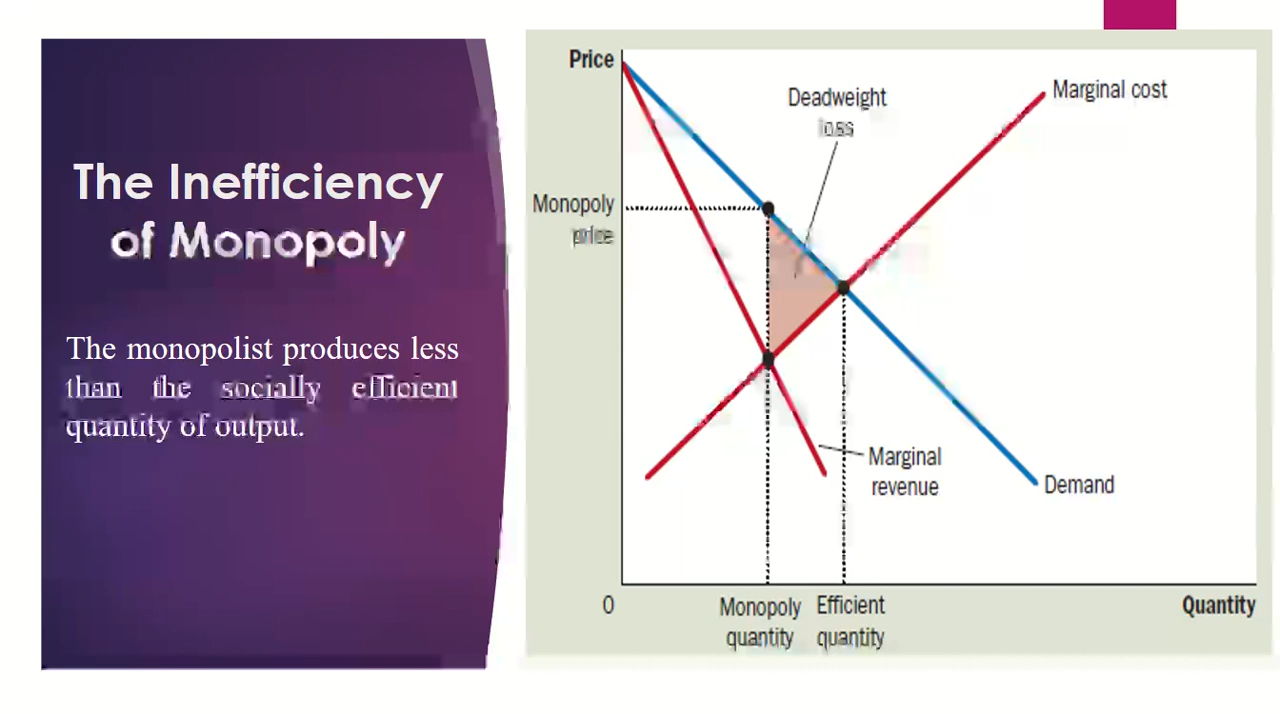 The Inefficiency
of Monopoly
The monopolist produces less
than the socially efficient
quantity of output.
Price
Deadweight
loss
Marginal cost
Monopoly
price
Marginal
revenue
Demand
0
Monopoly
quantity
Efficient
quantity
Quantity